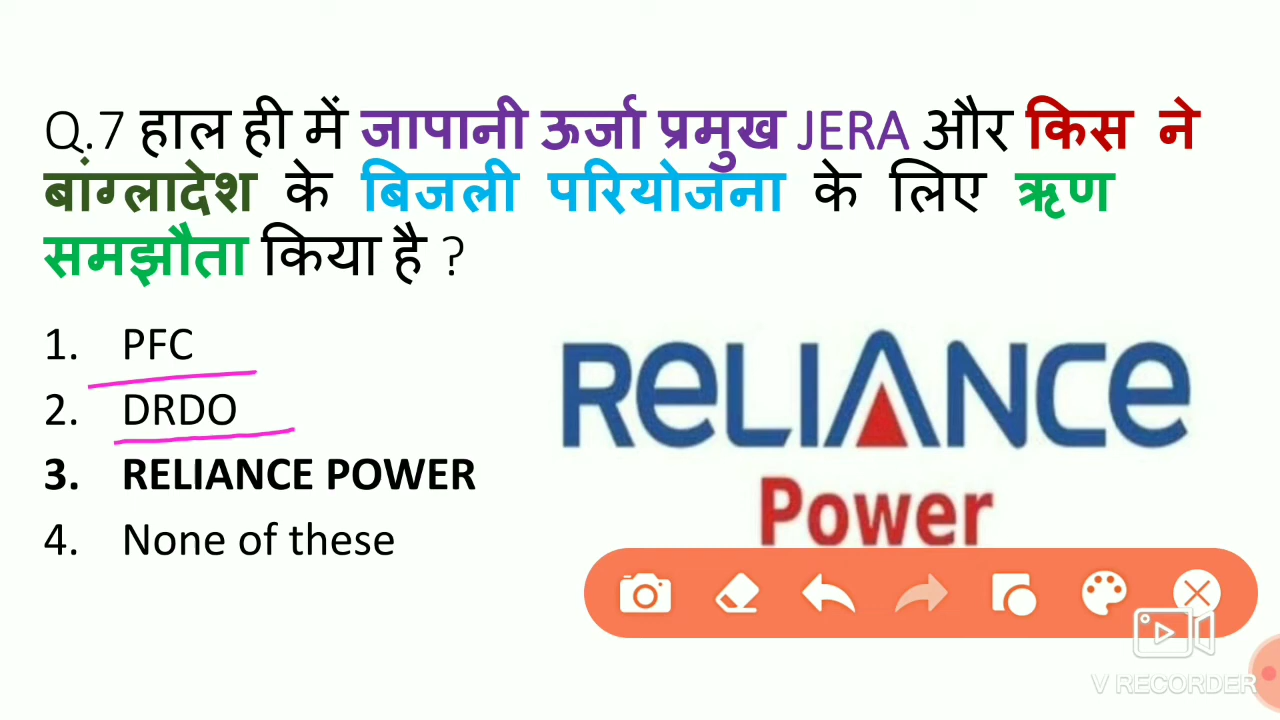 Q.7 हाल ही में जापानी ऊर्जा प्रमुख JERA और किस ने
बांग्लादेश के बिजली परियोजना के लिए ऋण
समझौता किया है ?
1. PFC
2. DRDO
3. RELIANCE POWER
4. None of these
RELIANCE
Power
V RECORDER